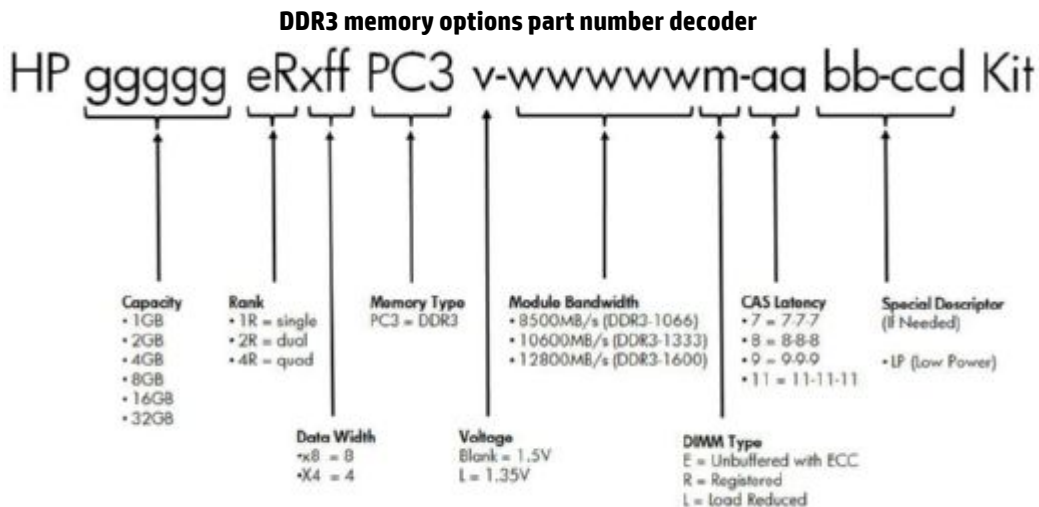 DDR3 memory options part number decoder
HP ggggg eRxff PC3 v-wwwwwm-aa bb-ccd Kit
Capacity
• 1GB
• 2GB
• 4GB
• 8GB
• 16GB
• 32GB
Rank
• 1R = single
• 2R = dual
• 4R = quad
Memory Type
PC3 = DDR3
Module Bandwidth
• 8500MB/s (DDR3-1066)
• 10600MB/s (DDR3-1333)
• 12800MB/s (DDR3-1600)
CAS Latency
• 7 = 7-7-7
• 8 = 8-8-8
• 9 = 9-9-9
• 11 = 11-11-11
Special Descriptor
(If Needed)
• LP (Low Power)
Data Width
•x8 = 8
•X4 = 4
Voltage
Blank = 1.5V
L = 1.35V
DIMM Type
E = Unbuffered with ECC
R = Registered
L = Load Reduced